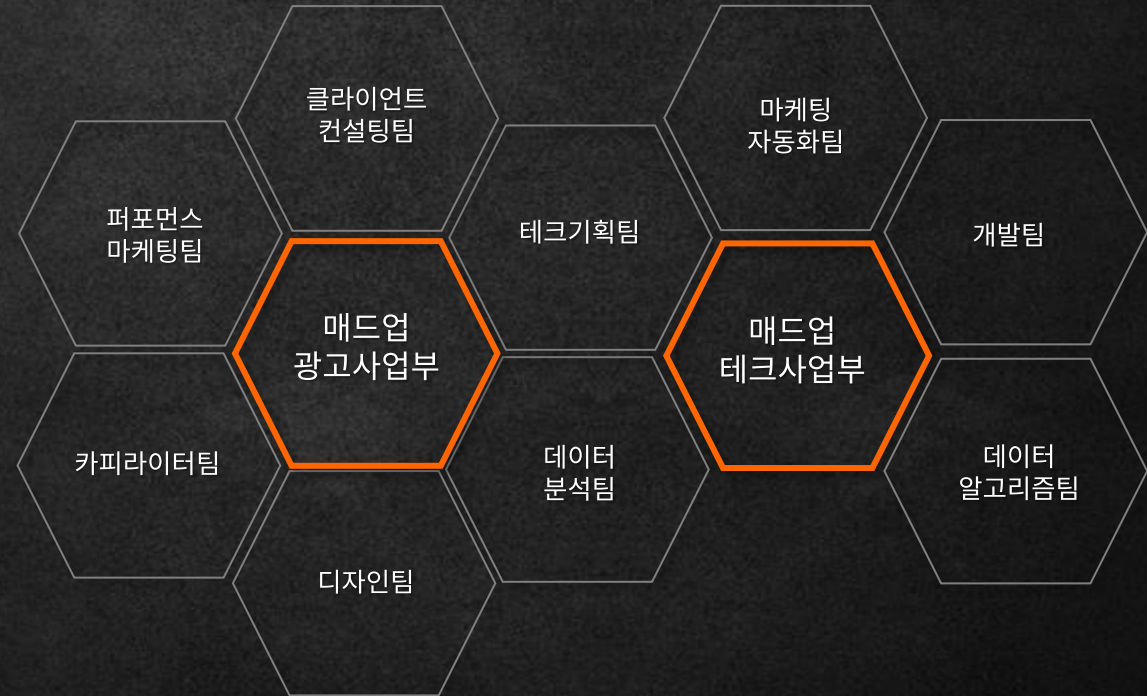 클라이언트
컨설팅팀
마케팅
자동화팀
퍼포먼스
마케팅팀
테크기획팀
개발팀
매드업
광고사업부
매드업
테크사업부
카피라이터팀
데이터
분석팀
데이터
알고리즘팀
디자인팀